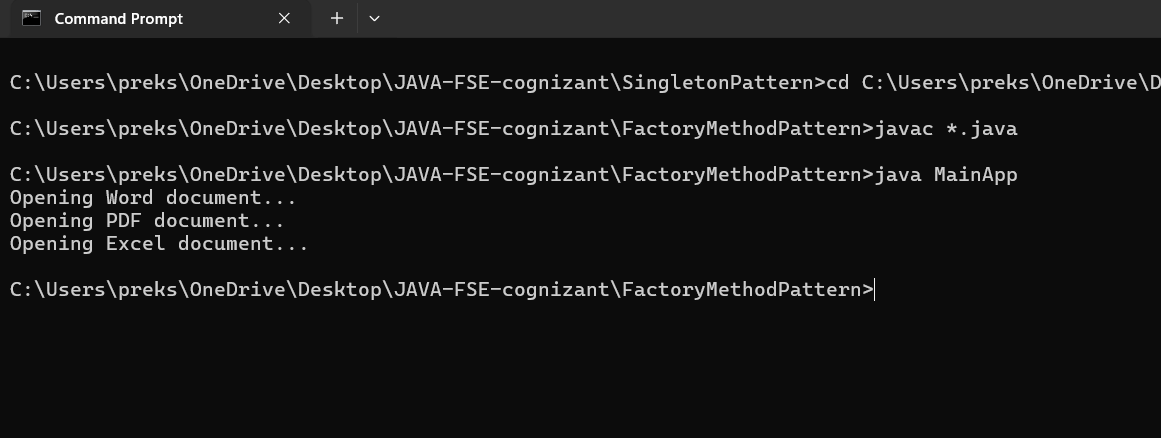 Command Prompt
C:\Users\preks\OneDrive\Desktop\JAVA-FSE-cognizant\SingletonPattern>cd C:\Users\preks\OneDrive\D
C:\Users\preks\OneDrive\Desktop\JAVA-FSE-cognizant\FactoryMethodPattern>javac *.java
C:\Users\preks\OneDrive\Desktop\JAVA-FSE-cognizant\FactoryMethodPattern>java MainApp
Opening Word document...
Opening PDF document...
Opening Excel document...
C:\Users\preks\OneDrive\Desktop\JAVA-FSE-cognizant\FactoryMethodPattern>